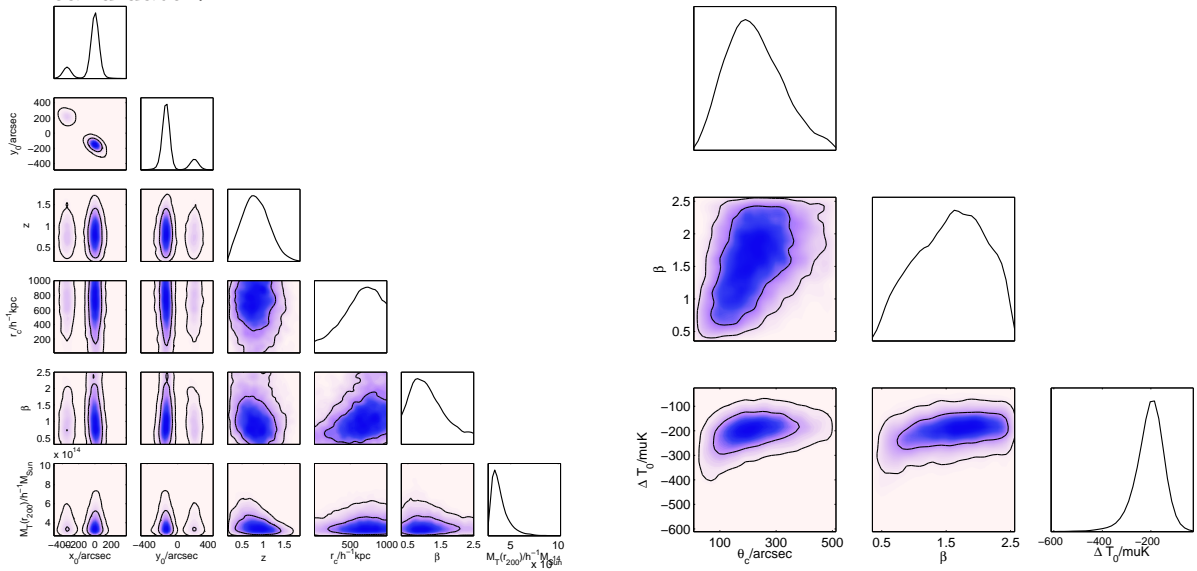 400
200
0
−200
−400
y0/arcsec
1.5
1
0.5
z
1000
800
600
400
200
rc/h−1kpc
2.5
2
1.5
1
0.5
β
x 10 14
10
8
6
4
MT(r200)/h−1MSun
−400 −200 0 200
x0/arcsec
−400 0 400
y0/arcsec
0.5 1 1.5
z
500 1000
rc/h−1kpc
0.5 1.5 2.5
β
5 10
MT(r200)/h−1MSun
x 10 14
2.5
2
1.5
1
0.5
β
−100
−200
−300
−400
−500
−600
Δ T0/muK
100 300 500
θc/arcsec
0.5 1.5 2.5
β
−600 −400 −200
Δ T0/muK